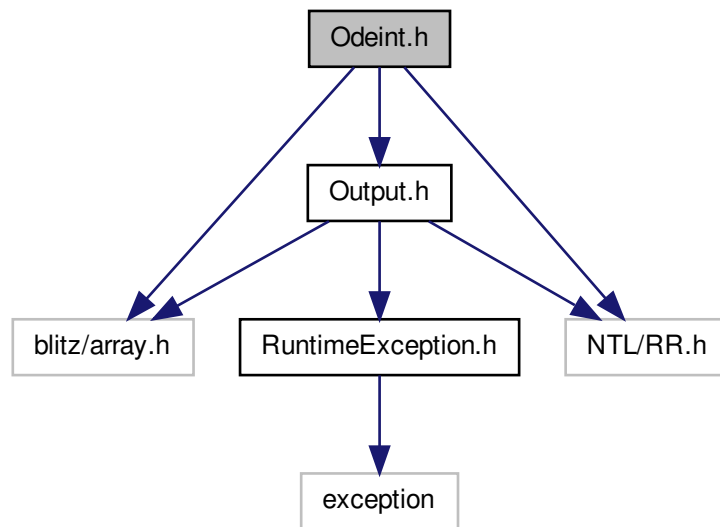 Odeint.h
Output.h
blitz/array.h
RuntimeException.h
NTL/RR.h
exception